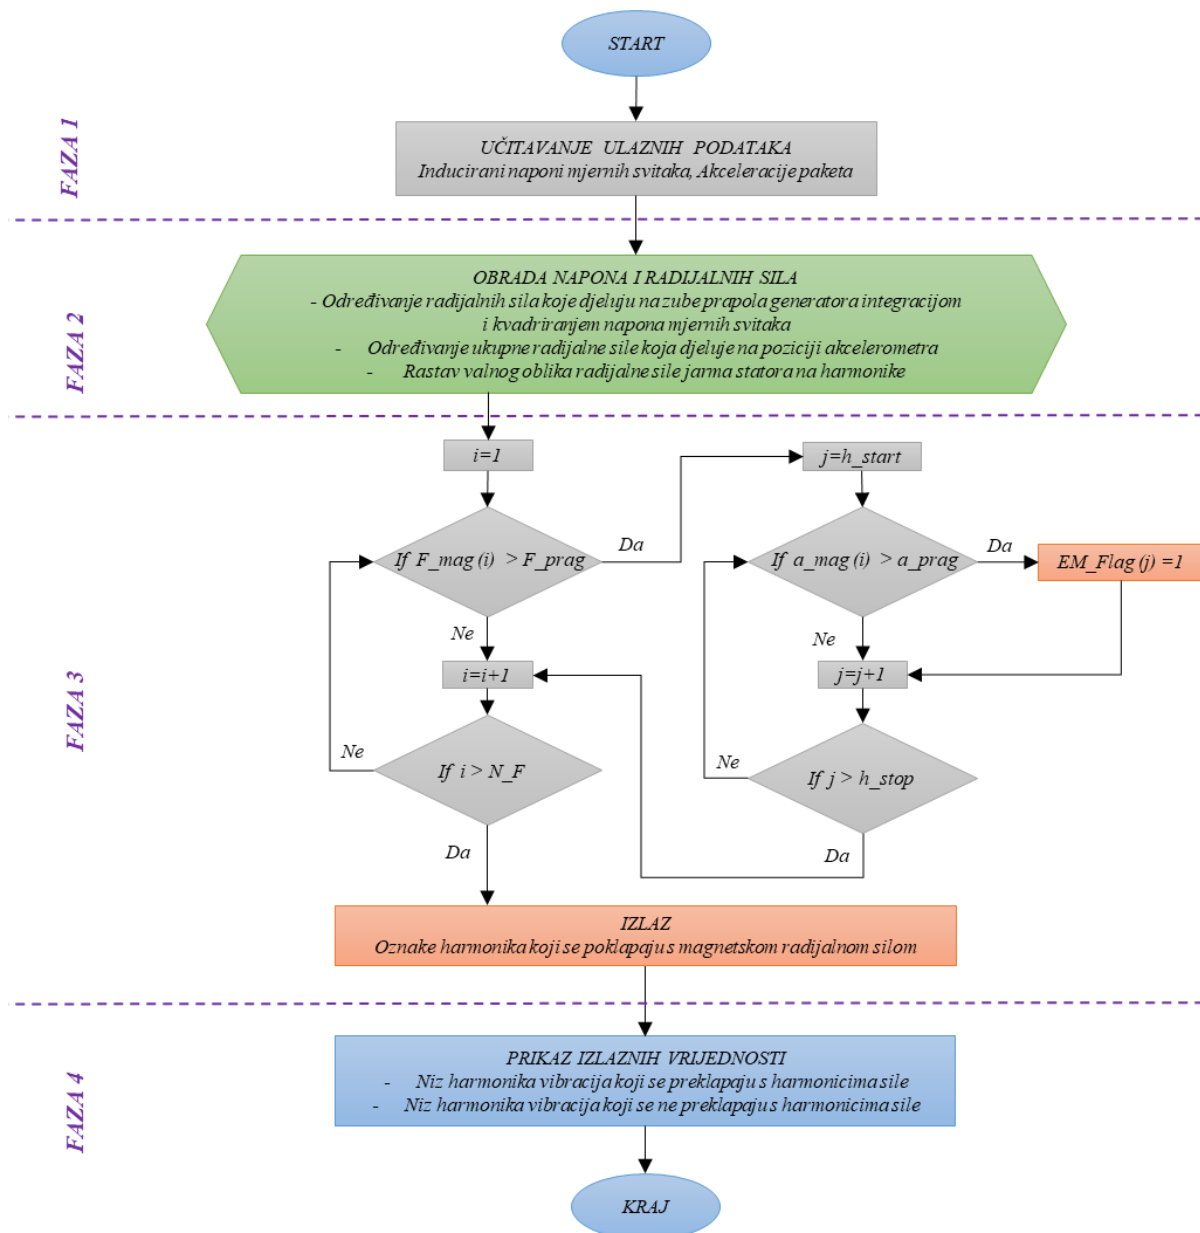 START
FAZA 1
UČITAVANJE ULAZNIH PODATAKA
Inducirani naponi mjernih svitaka, Akceleracije paketa
FAZA 2
OBRADA NAPONA I RADIJALNIH SILA
- Određivanje radijalnih sila koje djeluju na zube prapola generatora integracijom
i kvadriranjem napona mjernih svitaka
- Određivanje ukupne radijalne sile koja djeluje na poziciji akcelerometra
- Rastav valnog oblika radijalne sile jarma statora na harmonike
FAZA 3
i=1
j=h_start
If F_mag (i) > F_prag
Da
If a_mag (i) > a_prag
Da
EM_Flag (j) =1
Ne
Ne
i=i+1
j=j+1
Ne
If i > N_F
Ne
If j > h_stop
Da
Da
IZLAZ
Oznake harmonika koji se poklapaju s magnetskom radijalnom silom
FAZA 4
PRIKAZ IZLAZNIH VRIJEDNOSTI
- Niz harmonika vibracija koji se preklapaju s harmonicima sile
- Niz harmonika vibracija koji se ne preklapaju s harmonicima sile
KRAJ